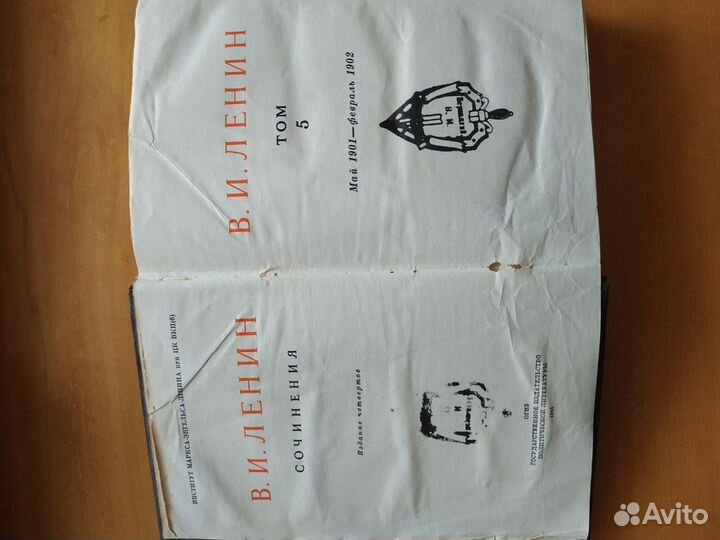 ИНСТИТУТ МАРКСА-ЭНГЕЛЬСА-ЛЕНИНА ПРИ ЦК ВКП(б)
В. И. ЛЕНИН
СОЧИНЕНИЯ
Издание четвертое
И
ОГИЗ
ГОСУДАРСТВЕННОЕ ИЗДАТЕЛЬСТВО
ПОЛИТИЧЕСКОЙ ЛИТЕРАТУРЫ
В. И. ЛЕНИН
ТОМ
5
Май 1901—февраль 1902
В. И.
Avito